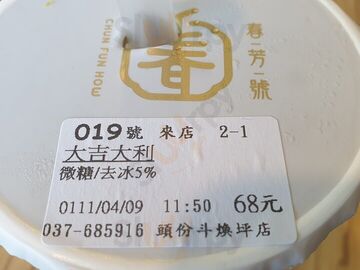 CHUN FUN HOW
春
春芳號
019號 來店 2-1
大吉大利
微糖/去冰5%
0111/04/09 11:50 68元
037-685916 頭份斗煥坪店